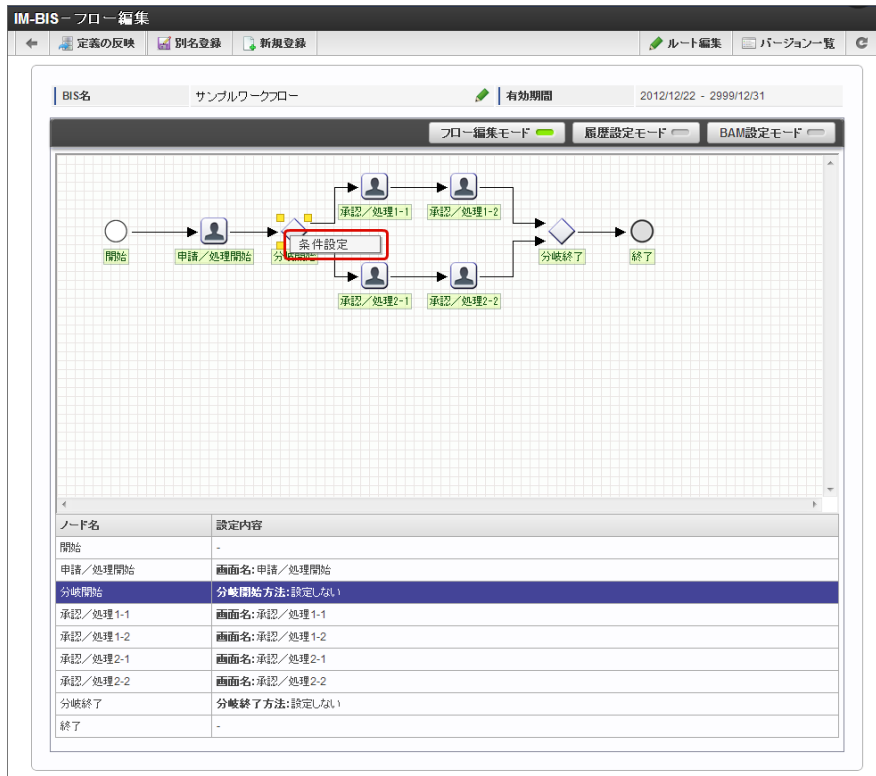 IM-BIS－フロー編集
定義の反映 別名登録 新規登録 ルート編集 バージョン一覧
BIS名 サンプルワークフロー 有効期間 2012/12/22 - 2999/12/31
フロー編集モード 履歴設定モード BAM設定モード
承認／処理1-1 承認／処理1-2
条件設定
開始 申請／処理開始 分岐開始 分岐終了 終了
承認／処理2-1 承認／処理2-2
ノード名 設定内容
開始 -
申請／処理開始 画面名:申請／処理開始
分岐開始 分岐開始方法:設定しない
承認／処理1-1 画面名:承認／処理1-1
承認／処理1-2 画面名:承認／処理1-2
承認／処理2-1 画面名:承認／処理2-1
承認／処理2-2 画面名:承認／処理2-2
分岐終了 分岐終了方法:設定しない
終了 -